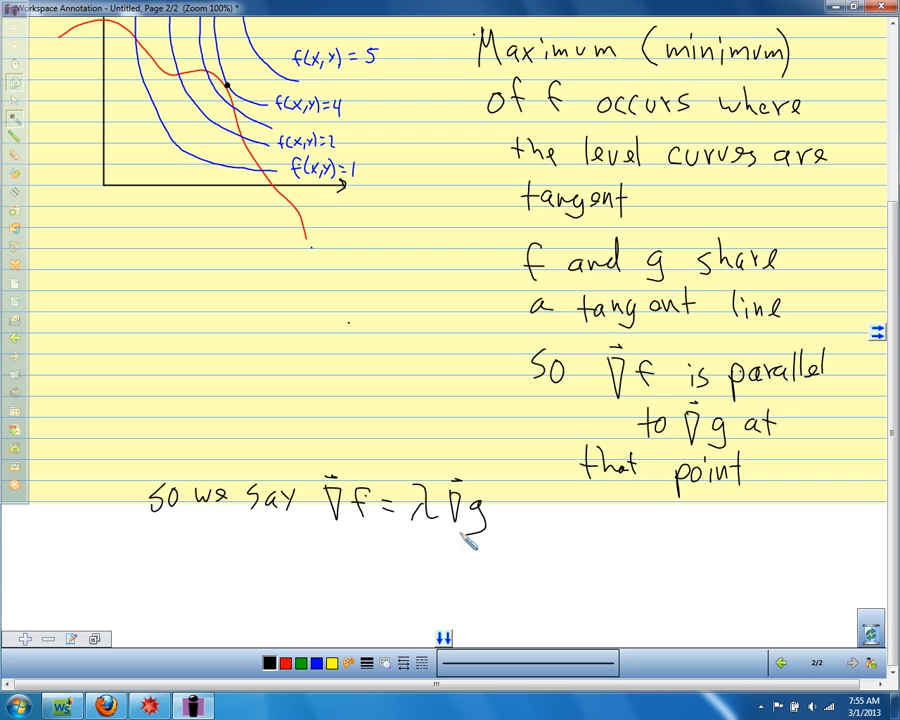 Workspace Annotation - Untitled, Page 2/2 (Zoom 100%) *
f(x,y) = 5
f(x,y)=4
f(x,y)=2
f(x,y)=1
Maximum (minimum)
of f occurs where
the level curves are
tangent
f and g share
a tangent line
So ∇⃗f is parallel
to ∇⃗g at
that point
So we say ∇⃗f = λ∇⃗g
2/2
7:55 AM
3/1/2013